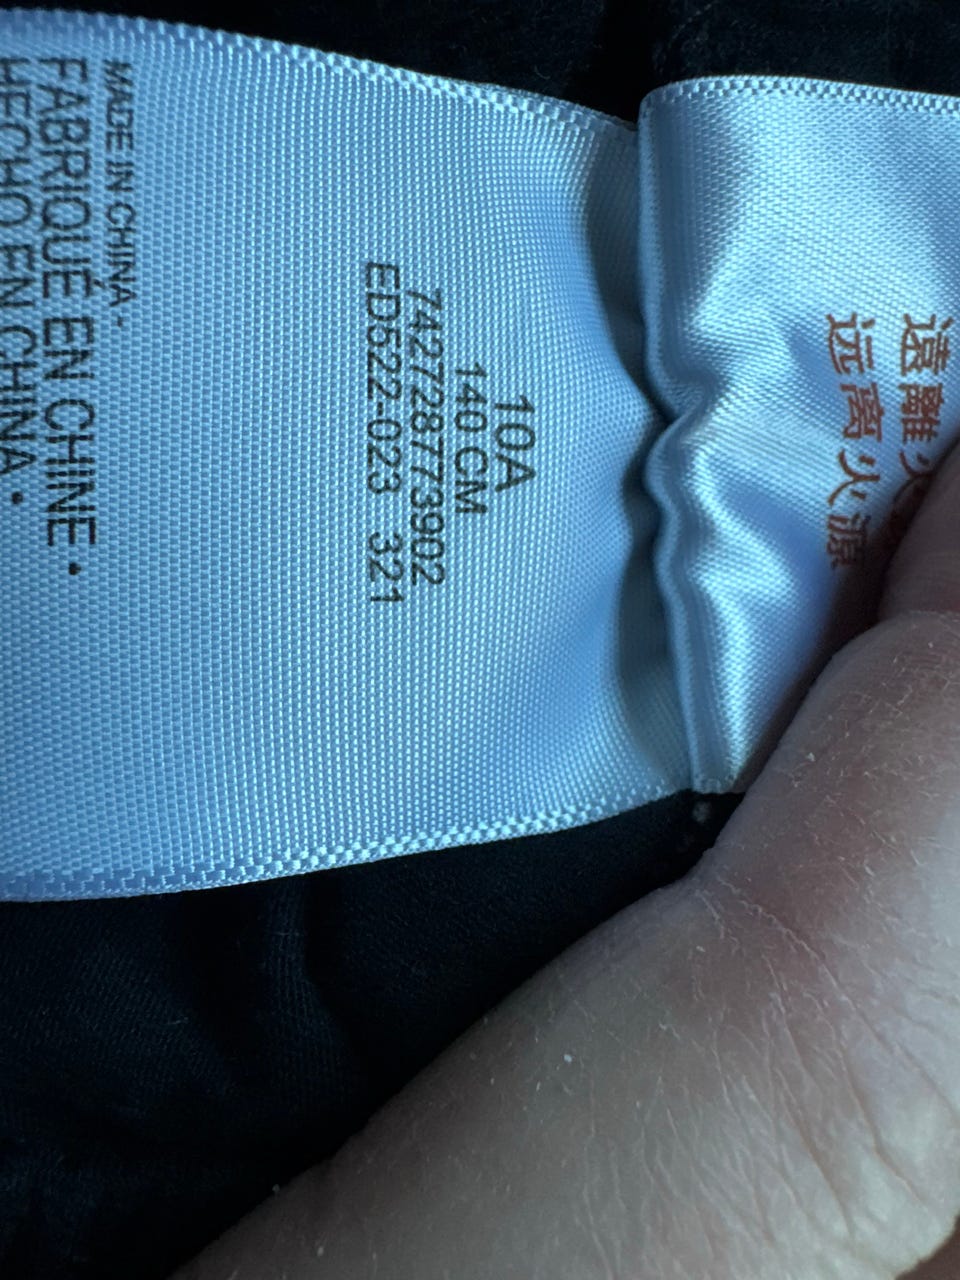 遠離火
远离火源
10A
140 CM
7427287773902
ED522-023 321
MADE IN CHINA·
FABRIQUÉ EN CHINE·
HECHO EN CHINA·